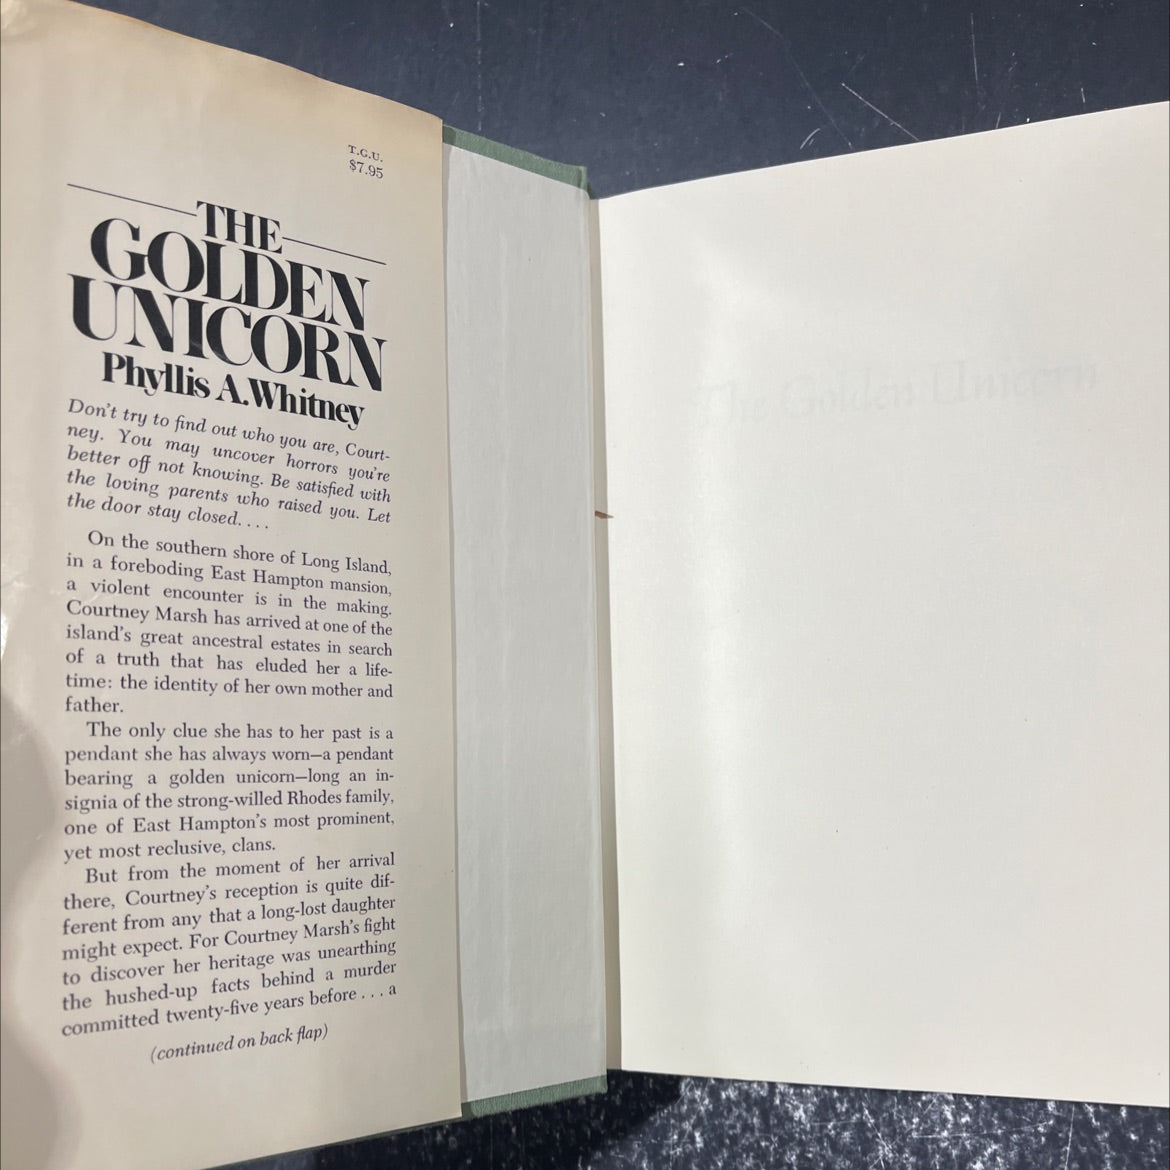 T.G.U.
$7.95
THE
GOLDEN
UNICORN
Phyllis A.Whitney
Don't try to find out who you are, Court-
ney. You may uncover horrors you're
better off not knowing. Be satisfied with
the loving parents who raised you. Let
the door stay closed. . . .
On the southern shore of Long Island,
in a foreboding East Hampton mansion,
a violent encounter is in the making.
Courtney Marsh has arrived at one of the
island's great ancestral estates in search
of a truth that has eluded her a life-
time: the identity of her own mother and
father.
The only clue she has to her past is a
pendant she has always worn—a pendant
bearing a golden unicorn—long an in-
signia of the strong-willed Rhodes family,
one of East Hampton's most prominent,
yet most reclusive, clans.
But from the moment of her arrival
there, Courtney's reception is quite dif-
ferent from any that a long-lost daughter
might expect. For Courtney Marsh's fight
to discover her heritage was unearthing
the hushed-up facts behind a murder
committed twenty-five years before . . . a
(continued on back flap)
The Golden Unicorn